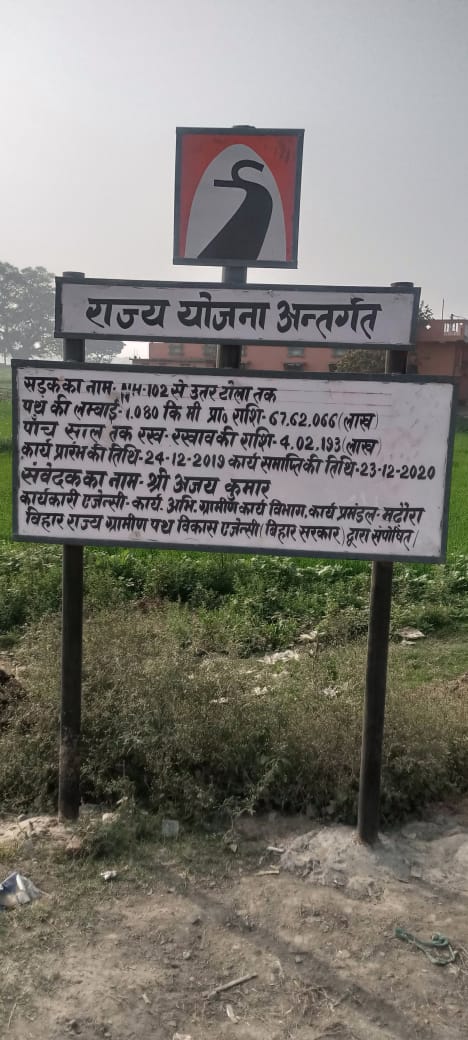 राज्य योजना अन्तर्गत
सड़क का नाम- NH-102 से उतर टोला तक
पथ की लम्बाई- 1.080 कि मी प्रा० राशि- 67.62.066 (लाख)
पाँच साल तक रख-रखाव की राशि- 4.02.193 (लाख)
कार्य प्रारंभ की तिथि- 24-12-2019 कार्य समाप्ति की तिथि- 23-12-2020
संवेदक का नाम- श्री अजय कुमार
कार्यकारी एजेन्सी- कार्य. अभि. ग्रामीण कार्य विभाग. कार्य प्रमंडल- मढ़ौरा
बिहार राज्य ग्रामीण पथ विकास एजेन्सी (बिहार सरकार) द्वारा संपोषित